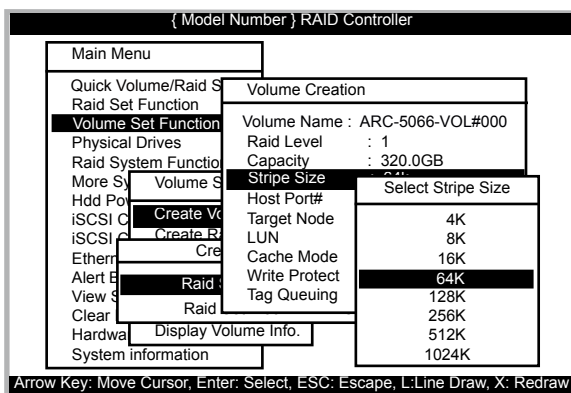 { Model Number } RAID Controller
Main Menu
Quick Volume/Raid S
Raid Set Function
Volume Set Function
Physical Drives
Raid System Functio
More Sy
Hdd Po
iSCSI C
iSCSI C
Ethern
Alert E
View S
Clear
Hardwa
System information
Volume S
Create Vo
Create Ra
Display Volume Info.
Cre
Raid
Raid
Volume Creation
Volume Name : ARC-5066-VOL#000
Raid Level : 1
Capacity : 320.0GB
Stripe Size : 64k
Host Port#
Target Node
LUN
Cache Mode
Write Protect
Tag Queuing
Select Stripe Size
4K
8K
16K
64K
128K
256K
512K
1024K
Arrow Key: Move Cursor, Enter: Select, ESC: Escape, L:Line Draw, X: Redraw